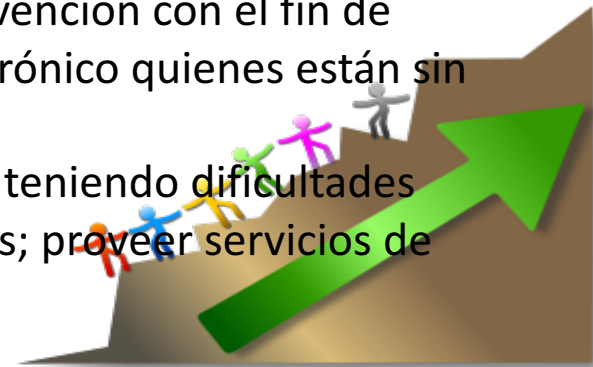 vención con el fin de
rónico quienes están sin
teniendo dificultades
s; proveer servicios de